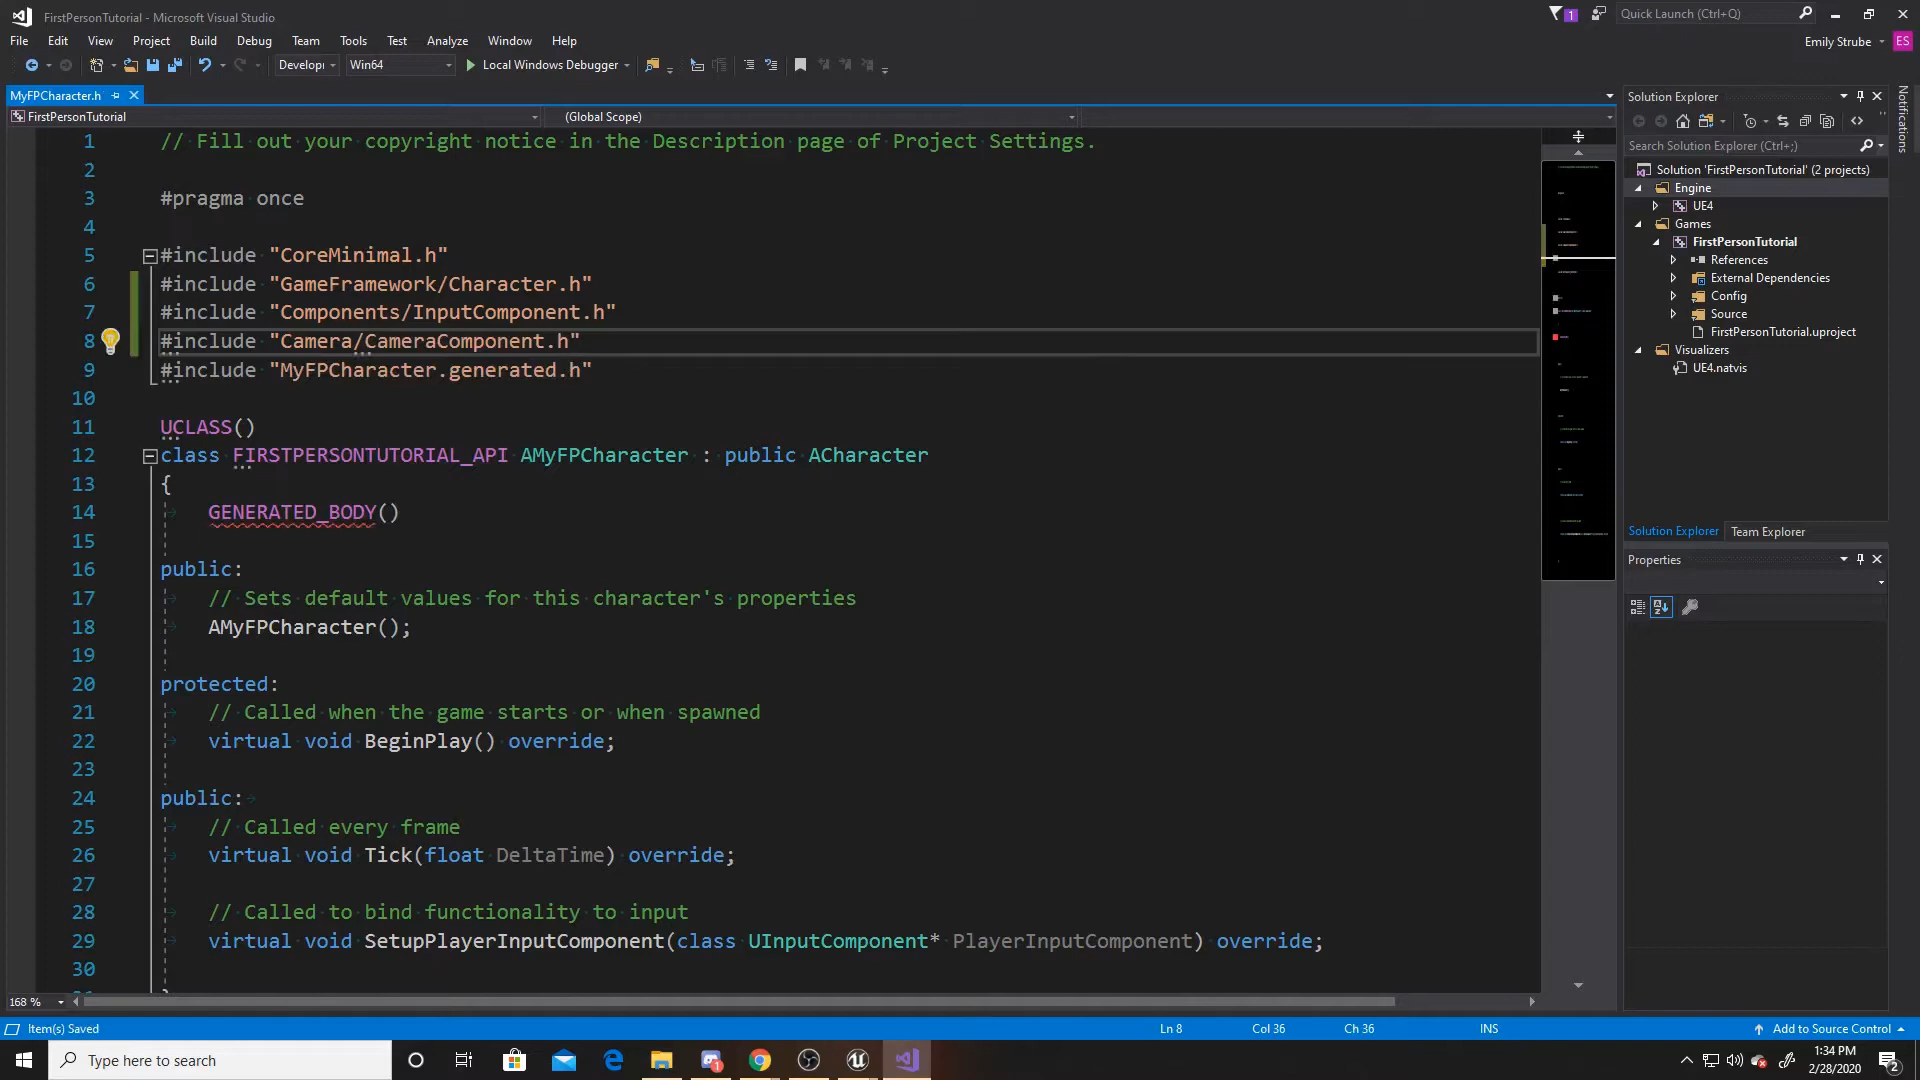 FirstPersonTutorial - Microsoft Visual Studio
1
Quick Launch (Ctrl+Q)
File Edit View Project Build Debug Team Tools Test Analyze Window Help
Emily Strube ES
Develop Win64 Local Windows Debugger
MyFPCharacter.h
FirstPersonTutorial (Global Scope)
1 // Fill out your copyright notice in the Description page of Project Settings.
2
3 #pragma once
4
5 #include "CoreMinimal.h"
6 #include "GameFramework/Character.h"
7 #include "Components/InputComponent.h"
8 #include "Camera/CameraComponent.h"
9 #include "MyFPCharacter.generated.h"
10
11 UCLASS()
12 class FIRSTPERSONTUTORIAL_API AMyFPCharacter : public ACharacter
13 {
14 GENERATED_BODY()
15
16 public:
17 // Sets default values for this character's properties
18 AMyFPCharacter();
19
20 protected:
21 // Called when the game starts or when spawned
22 virtual void BeginPlay() override;
23
24 public:
25 // Called every frame
26 virtual void Tick(float DeltaTime) override;
27
28 // Called to bind functionality to input
29 virtual void SetupPlayerInputComponent(class UInputComponent* PlayerInputComponent) override;
30
168 %
Solution Explorer
Search Solution Explorer (Ctrl+;)
Solution 'FirstPersonTutorial' (2 projects)
Engine
UE4
Games
FirstPersonTutorial
References
External Dependencies
Config
Source
FirstPersonTutorial.uproject
Visualizers
UE4.natvis
Solution Explorer Team Explorer
Properties
Notifications
Item(s) Saved Ln 8 Col 36 Ch 36 INS Add to Source Control
Type here to search
1:34 PM
2/28/2020
2